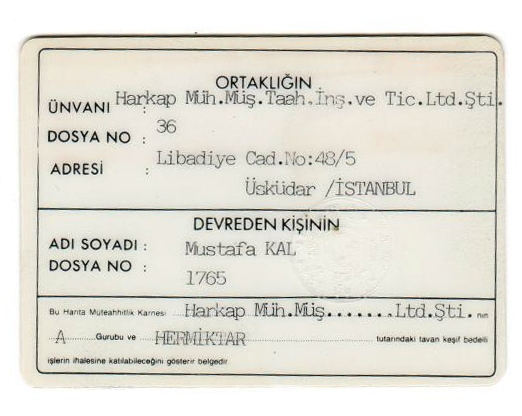 ORTAKLIĞIN
ÜNVANI : Harkap Müh.Müş.Taah.İnş.ve Tic.Ltd.Şti.
DOSYA NO : 36
ADRESİ : Libadiye Cad.No:48/5
Üsküdar /İSTANBUL
DEVREDEN KİŞİNİN
ADI SOYADI : Mustafa KAL
DOSYA NO : 1765
Bu Harita Müteahhitlik Karnesi Harkap Müh.Müş.......Ltd.Şti. nin
A Gurubu ve HERMİKTAR tutarındaki tavan keşif bedelli
işlerin ihalesine katılabileceğini gösterir belgedir.